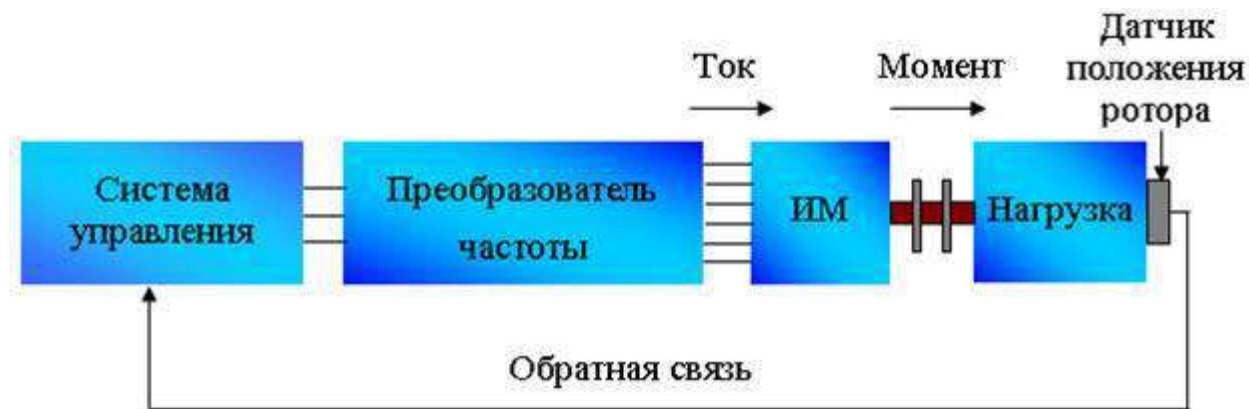 Датчик
положения
ротора
Ток
Момент
Система
управления
Преобразователь
частоты
ИМ
Нагрузка
Обратная связь